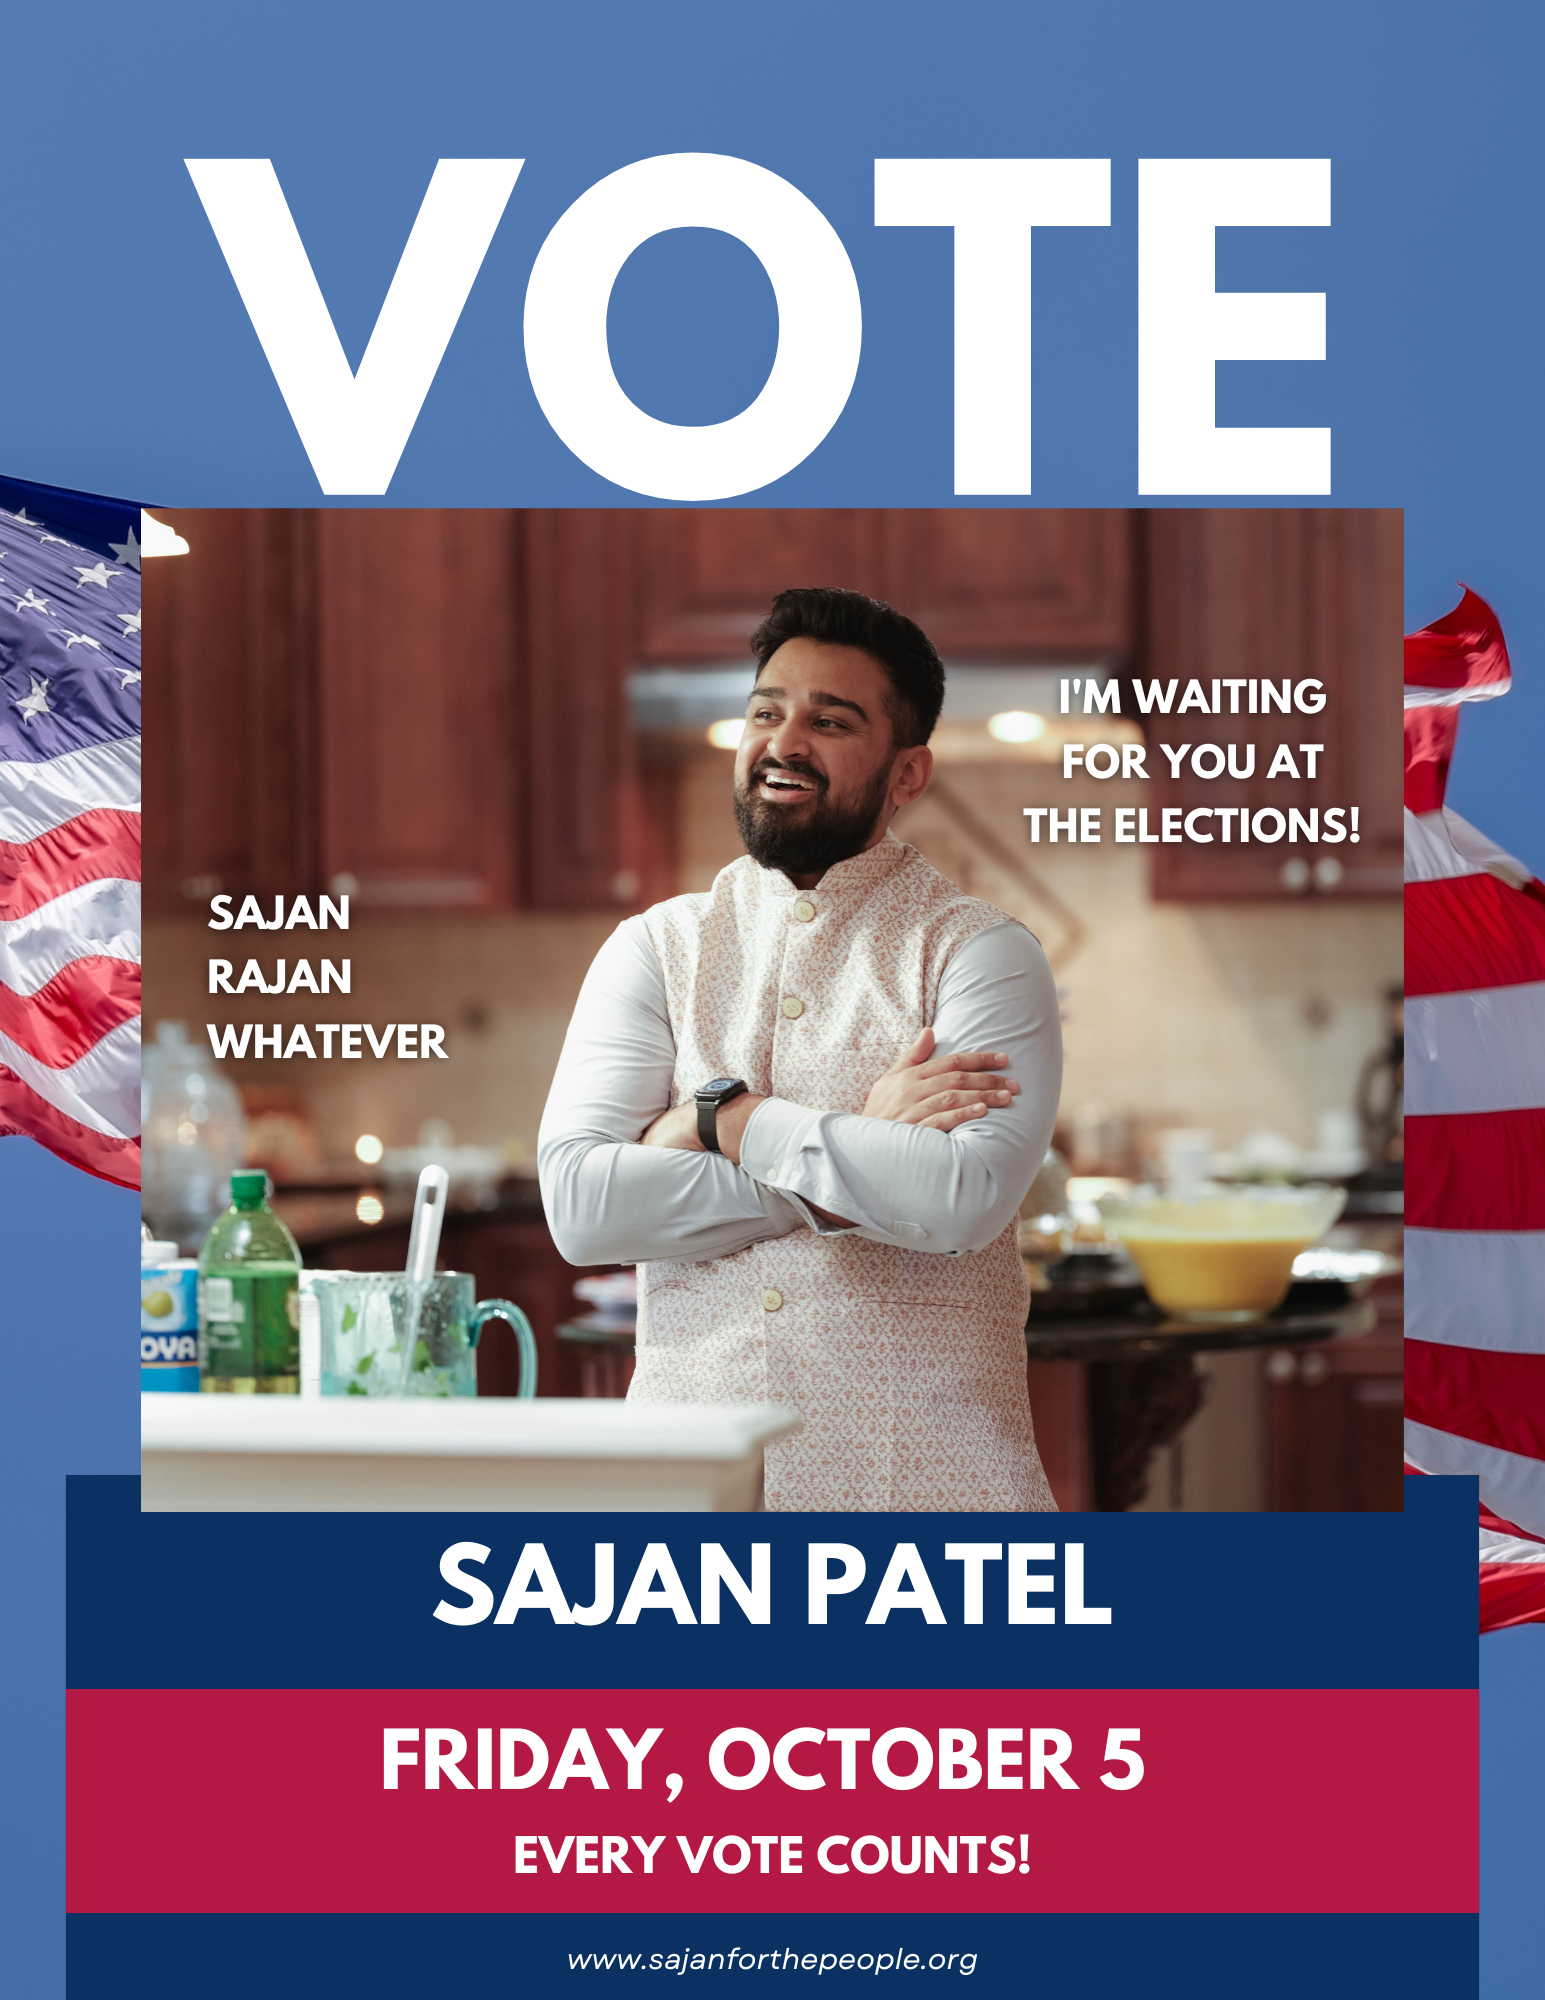 VOTE
I'M WAITING
FOR YOU AT
THE ELECTIONS!
SAJAN
RAJAN
WHATEVER
OYA
SAJAN PATEL
FRIDAY, OCTOBER 5
EVERY VOTE COUNTS!
www.sajanforthepeople.org